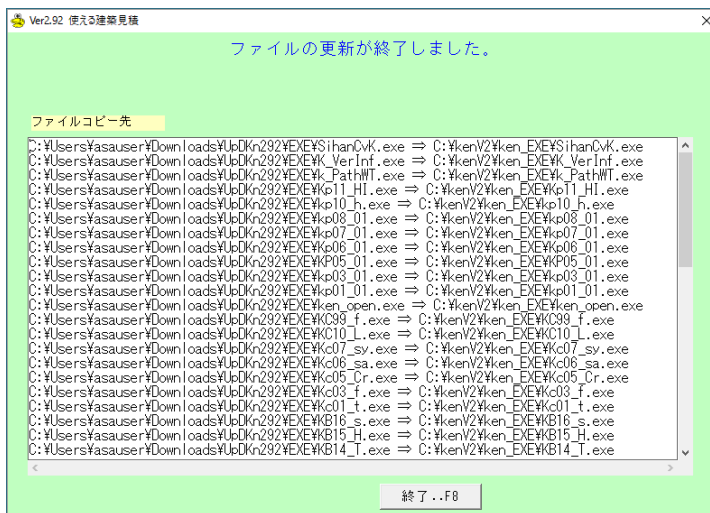 Ver2.92 使える建築見積
ファイルの更新が終了しました。
ファイルコピー先
C:¥Users¥asauser¥Downloads¥UpDKn292¥EXE¥SihanCvK.exe ⇒ C:¥kenV2¥ken_EXE¥SihanCvK.exe
C:¥Users¥asauser¥Downloads¥UpDKn292¥EXE¥K_VerInf.exe ⇒ C:¥kenV2¥ken_EXE¥K_VerInf.exe
C:¥Users¥asauser¥Downloads¥UpDKn292¥EXE¥k_PathWT.exe ⇒ C:¥kenV2¥ken_EXE¥k_PathWT.exe
C:¥Users¥asauser¥Downloads¥UpDKn292¥EXE¥Kp11_HI.exe ⇒ C:¥kenV2¥ken_EXE¥Kp11_HI.exe
C:¥Users¥asauser¥Downloads¥UpDKn292¥EXE¥kp10_h.exe ⇒ C:¥kenV2¥ken_EXE¥kp10_h.exe
C:¥Users¥asauser¥Downloads¥UpDKn292¥EXE¥kp08_01.exe ⇒ C:¥kenV2¥ken_EXE¥kp08_01.exe
C:¥Users¥asauser¥Downloads¥UpDKn292¥EXE¥kp07_01.exe ⇒ C:¥kenV2¥ken_EXE¥kp07_01.exe
C:¥Users¥asauser¥Downloads¥UpDKn292¥EXE¥Kp06_01.exe ⇒ C:¥kenV2¥ken_EXE¥Kp06_01.exe
C:¥Users¥asauser¥Downloads¥UpDKn292¥EXE¥KP05_01.exe ⇒ C:¥kenV2¥ken_EXE¥KP05_01.exe
C:¥Users¥asauser¥Downloads¥UpDKn292¥EXE¥kp03_01.exe ⇒ C:¥kenV2¥ken_EXE¥kp03_01.exe
C:¥Users¥asauser¥Downloads¥UpDKn292¥EXE¥kp01_01.exe ⇒ C:¥kenV2¥ken_EXE¥kp01_01.exe
C:¥Users¥asauser¥Downloads¥UpDKn292¥EXE¥ken_open.exe ⇒ C:¥kenV2¥ken_EXE¥ken_open.exe
C:¥Users¥asauser¥Downloads¥UpDKn292¥EXE¥KC99_f.exe ⇒ C:¥kenV2¥ken_EXE¥KC99_f.exe
C:¥Users¥asauser¥Downloads¥UpDKn292¥EXE¥KC10_L.exe ⇒ C:¥kenV2¥ken_EXE¥KC10_L.exe
C:¥Users¥asauser¥Downloads¥UpDKn292¥EXE¥Kc07_sy.exe ⇒ C:¥kenV2¥ken_EXE¥Kc07_sy.exe
C:¥Users¥asauser¥Downloads¥UpDKn292¥EXE¥Kc06_sa.exe ⇒ C:¥kenV2¥ken_EXE¥Kc06_sa.exe
C:¥Users¥asauser¥Downloads¥UpDKn292¥EXE¥Kc05_Cr.exe ⇒ C:¥kenV2¥ken_EXE¥Kc05_Cr.exe
C:¥Users¥asauser¥Downloads¥UpDKn292¥EXE¥Kc03_f.exe ⇒ C:¥kenV2¥ken_EXE¥Kc03_f.exe
C:¥Users¥asauser¥Downloads¥UpDKn292¥EXE¥Kc01_t.exe ⇒ C:¥kenV2¥ken_EXE¥Kc01_t.exe
C:¥Users¥asauser¥Downloads¥UpDKn292¥EXE¥KB16_s.exe ⇒ C:¥kenV2¥ken_EXE¥KB16_s.exe
C:¥Users¥asauser¥Downloads¥UpDKn292¥EXE¥KB15_H.exe ⇒ C:¥kenV2¥ken_EXE¥KB15_H.exe
C:¥Users¥asauser¥Downloads¥UpDKn292¥EXE¥KB14_T.exe ⇒ C:¥kenV2¥ken_EXE¥KB14_T.exe
終了..F8